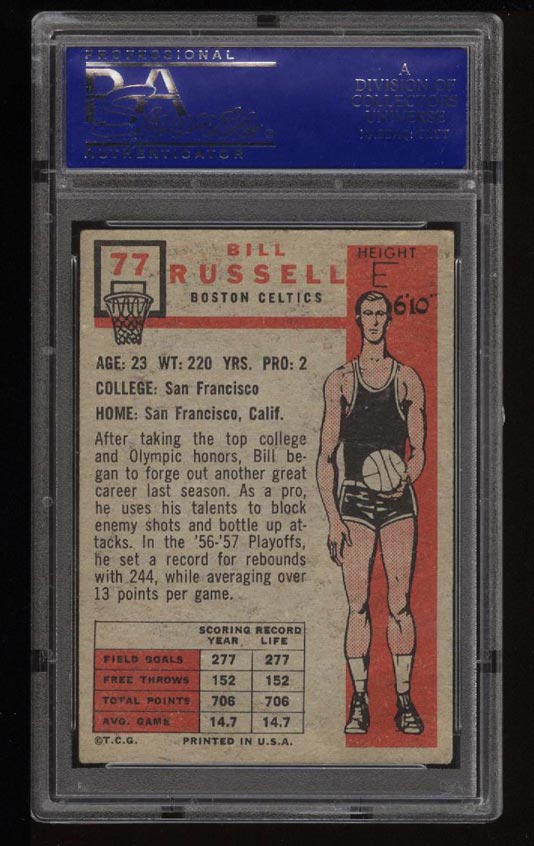 PROFESSIONAL
PSA
AUTHENTICATOR
A
DIVISION OF
COLLECTORS
UNIVERSE
NASDAQ: CLCT
77
BILL
RUSSELL
BOSTON CELTICS
HEIGHT
E
6'10"
AGE: 23 WT: 220 YRS. PRO: 2
COLLEGE: San Francisco
HOME: San Francisco, Calif.
After taking the top college
and Olympic honors, Bill be-
gan to forge out another great
career last season. As a pro,
he uses his talents to block
enemy shots and bottle up at-
tacks. In the '56-'57 Playoffs,
he set a record for rebounds
with 244, while averaging over
13 points per game.
SCORING RECORD
YEAR LIFE
FIELD GOALS 277 277
FREE THROWS 152 152
TOTAL POINTS 706 706
AVG. GAME 14.7 14.7
©T.C.G. PRINTED IN U.S.A.